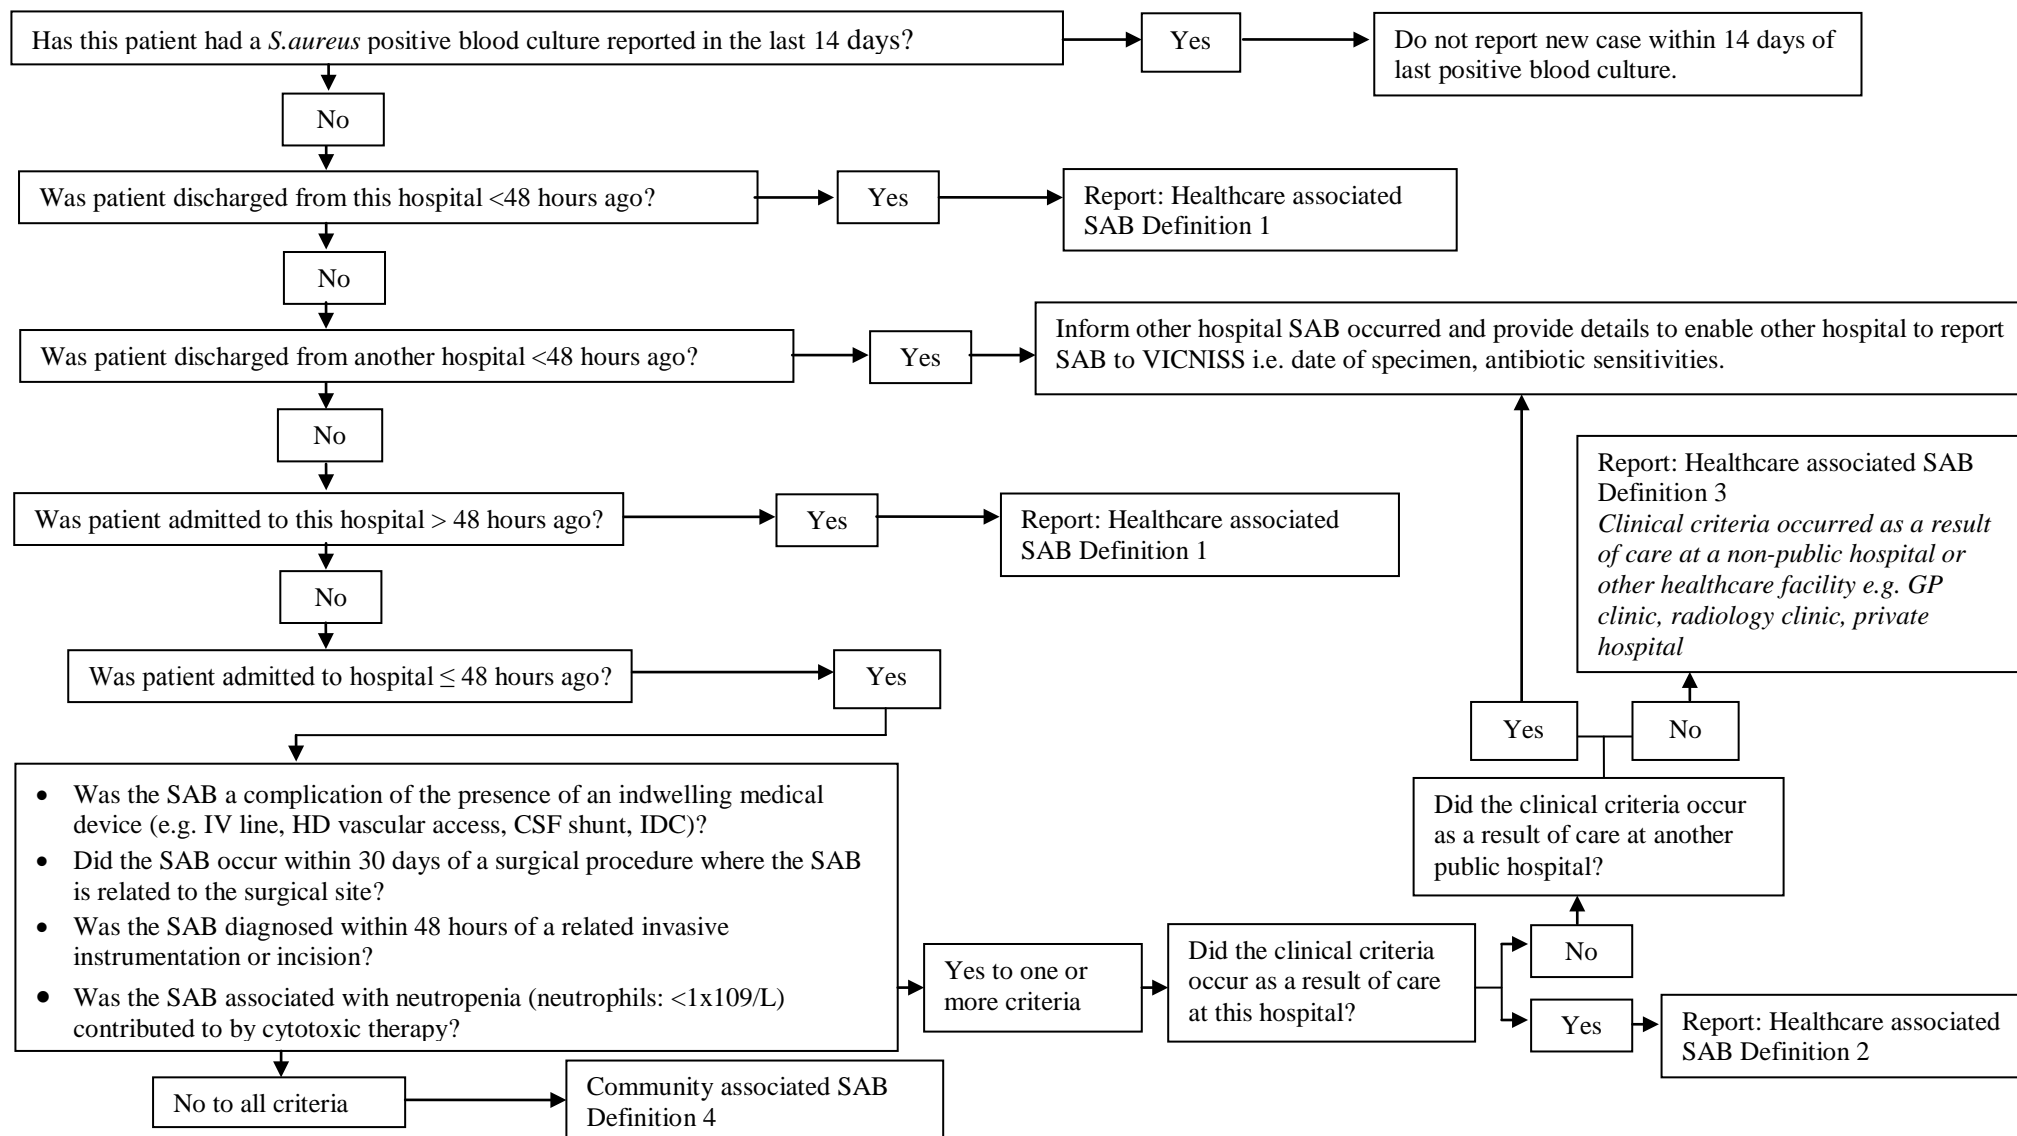 Has this patient had a S.aureus positive blood culture reported in the last 14 days?
Yes
Do not report new case within 14 days of
last positive blood culture.
No
Was patient discharged from this hospital <48 hours ago?
Yes
Report: Healthcare associated
SAB Definition 1
No
Was patient discharged from another hospital <48 hours ago?
Yes
Inform other hospital SAB occurred and provide details to enable other hospital to report
SAB to VICNISS i.e. date of specimen, antibiotic sensitivities.
No
Was patient admitted to this hospital > 48 hours ago?
Yes
Report: Healthcare associated
SAB Definition 1
No
Was patient admitted to hospital ≤ 48 hours ago?
Yes
• Was the SAB a complication of the presence of an indwelling medical
device (e.g. IV line, HD vascular access, CSF shunt, IDC)?
• Did the SAB occur within 30 days of a surgical procedure where the SAB
is related to the surgical site?
• Was the SAB diagnosed within 48 hours of a related invasive
instrumentation or incision?
• Was the SAB associated with neutropenia (neutrophils: <1x109/L)
contributed to by cytotoxic therapy?
No to all criteria
Community associated SAB
Definition 4
Yes to one or
more criteria
Did the clinical criteria
occur as a result of care
at this hospital?
Yes
Report: Healthcare associated
SAB Definition 2
No
Did the clinical criteria occur
as a result of care at another
public hospital?
Yes
No
Report: Healthcare associated SAB
Definition 3
Clinical criteria occurred as a result
of care at a non-public hospital or
other healthcare facility e.g. GP
clinic, radiology clinic, private
hospital